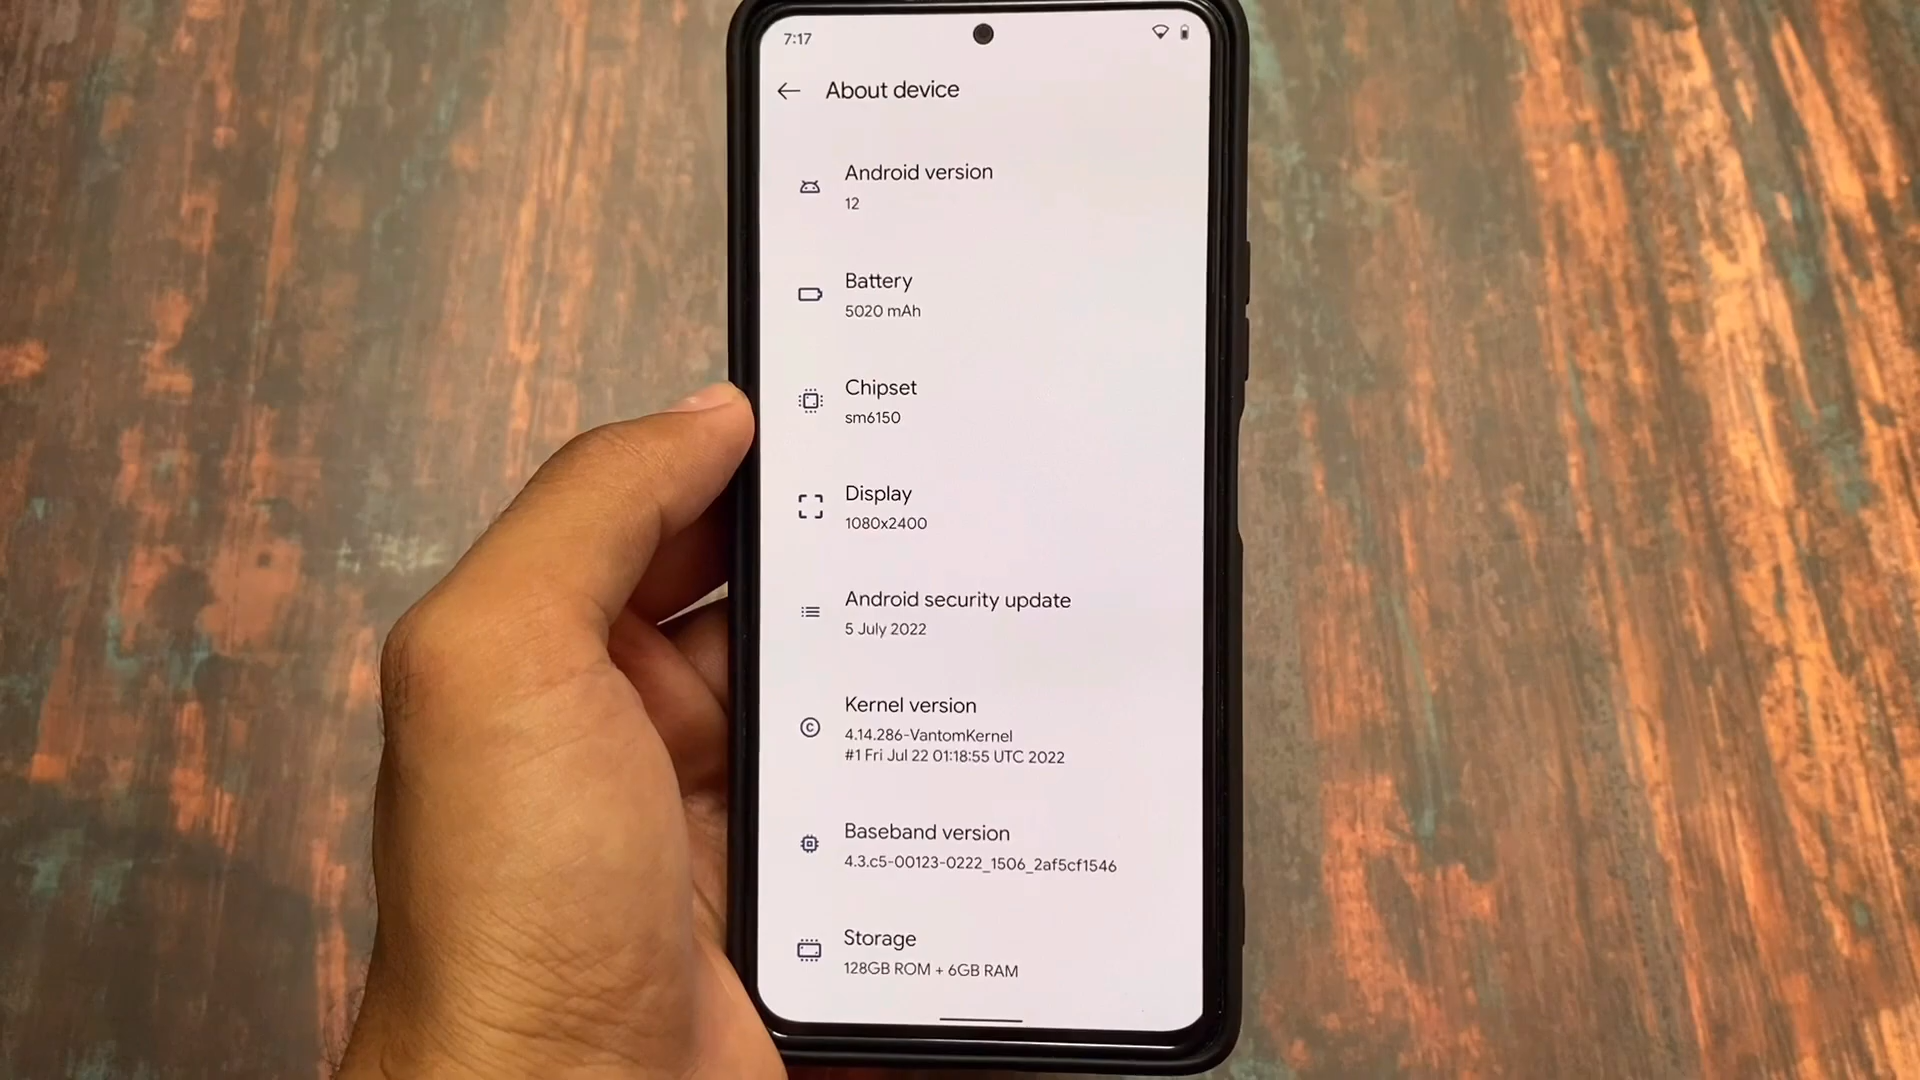 7:17
About device
Android version
12
Battery
5020 mAh
Chipset
sm6150
Display
1080x2400
Android security update
5 July 2022
Kernel version
4.14.286-VantomKernel
#1 Fri Jul 22 01:18:55 UTC 2022
Baseband version
4.3.c5-00123-0222_1506_2af5cf1546
Storage
128GB ROM + 6GB RAM